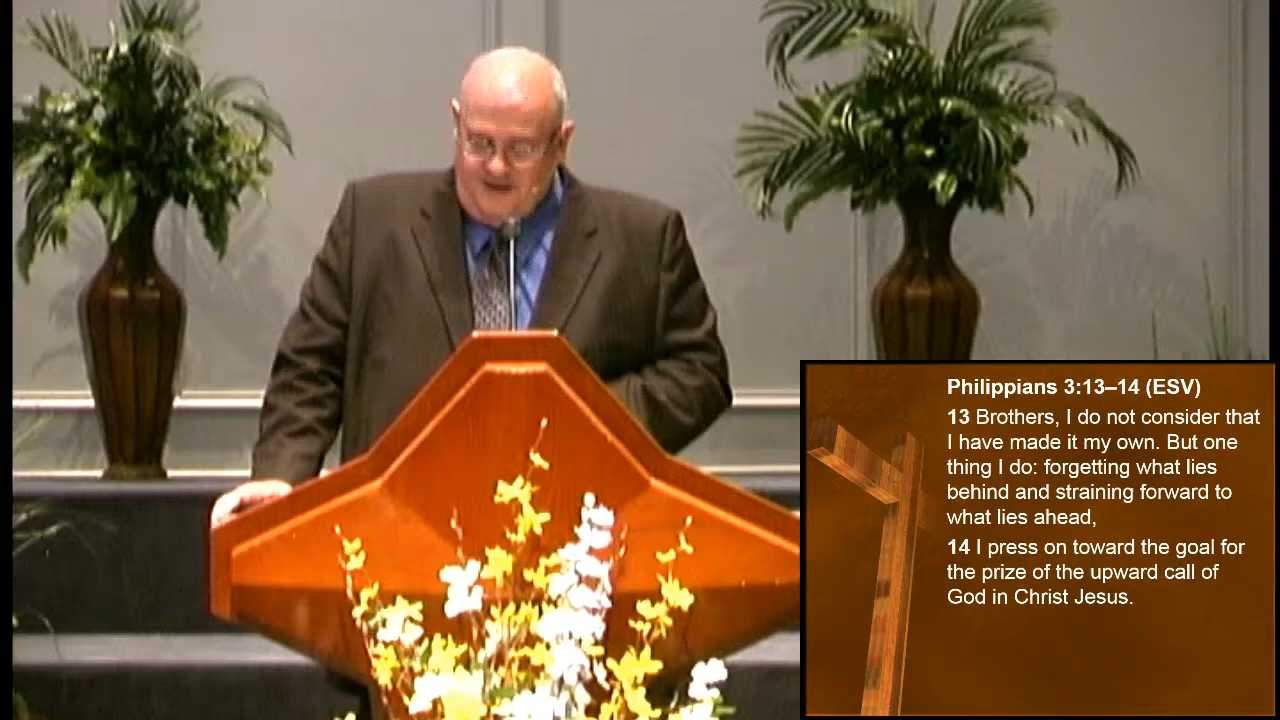 Philippians 3:13–14 (ESV)
13 Brothers, I do not consider that
I have made it my own. But one
thing I do: forgetting what lies
behind and straining forward to
what lies ahead,
14 I press on toward the goal for
the prize of the upward call of
God in Christ Jesus.